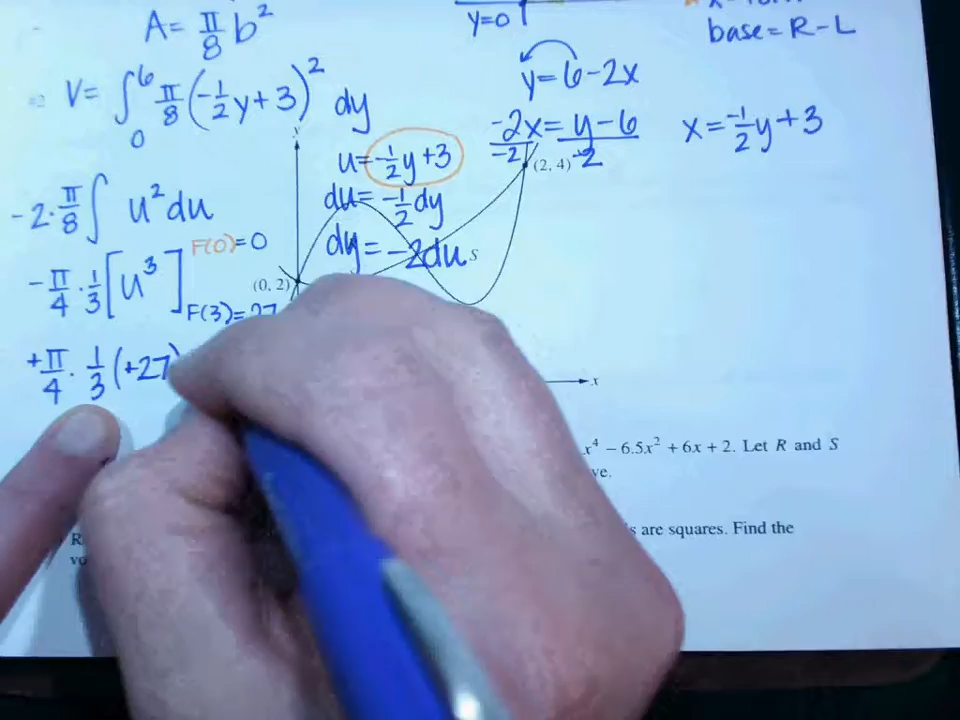 A = π/8 b²
y=0
base = R - L
V = ∫₀⁶ π/8 (-1/2 y + 3)² dy
y = 6 - 2x
-2x = y - 6
-2 -2
x = -1/2 y + 3
y
u = -1/2 y + 3
(2, 4)
-2 · π/8 ∫ u² du
du = -1/2 dy
F(0) = 0
dy = -2du
S
-π/4 · 1/3 [u³]
(0, 2)
F(3) = 27
+π/4 · 1/3 (+27)
x
x⁴ − 6.5x² + 6x + 2. Let R and S
are squares. Find the
R